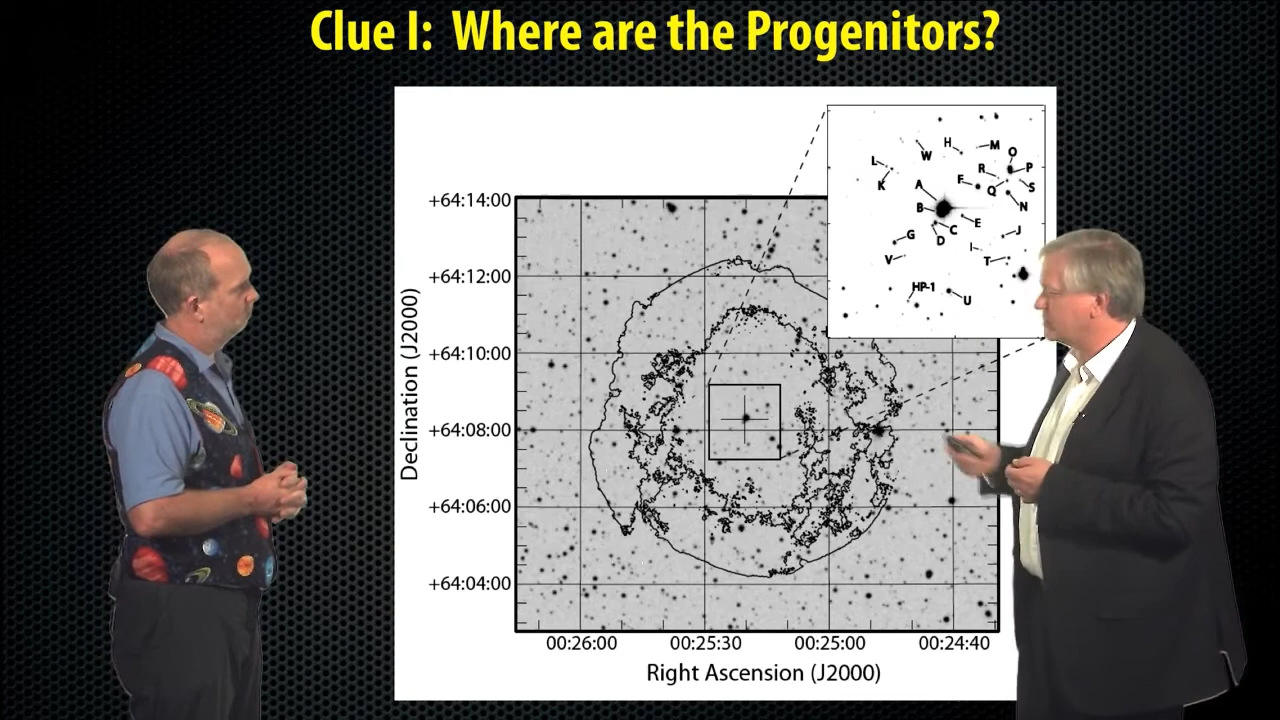 Clue I: Where are the Progenitors?
L
K
W
H
M
O
P
R
Q
S
N
F
A
B
C
D
E
G
V
I
J
T
HP-1
U
+64:14:00
+64:12:00
+64:10:00
+64:08:00
+64:06:00
+64:04:00
Declination (J2000)
00:26:00
00:25:30
00:25:00
00:24:40
Right Ascension (J2000)